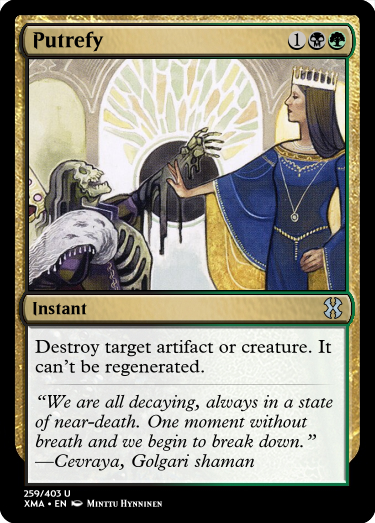 Putrefy 1
Instant
Destroy target artifact or creature. It
can't be regenerated.
“We are all decaying, always in a state
of near-death. One moment without
breath and we begin to break down.”
—Cevraya, Golgari shaman
259/403 U
XMA • EN Minttu Hynninen